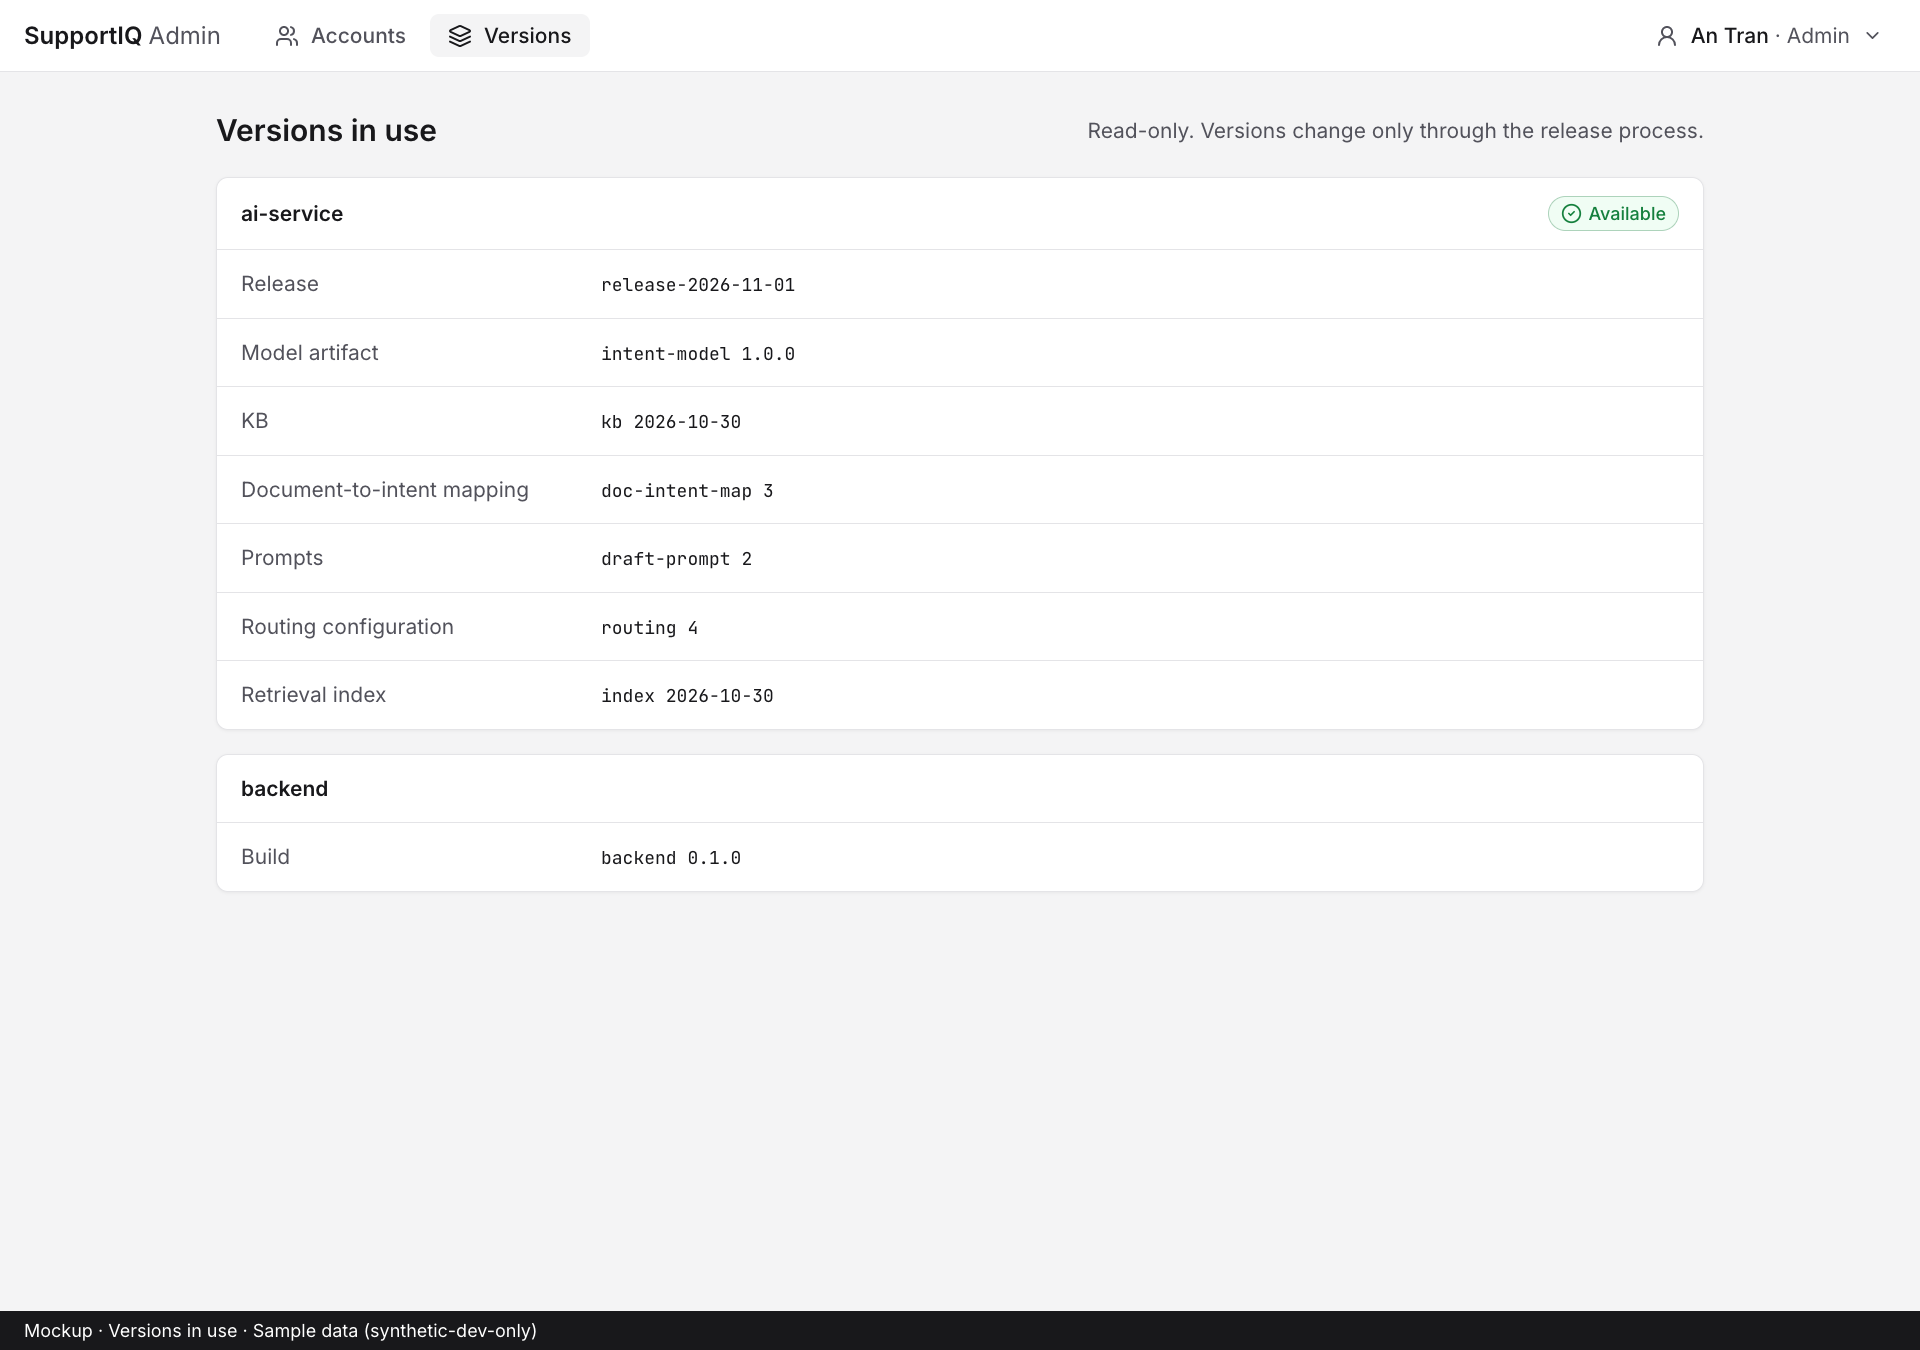 SupportIQ Admin Accounts Versions An Tran · Admin
Versions in use Read-only. Versions change only through the release process.
ai-service Available
Release release-2026-11-01
Model artifact intent-model 1.0.0
KB kb 2026-10-30
Document-to-intent mapping doc-intent-map 3
Prompts draft-prompt 2
Routing configuration routing 4
Retrieval index index 2026-10-30
backend
Build backend 0.1.0
Mockup · Versions in use · Sample data (synthetic-dev-only)